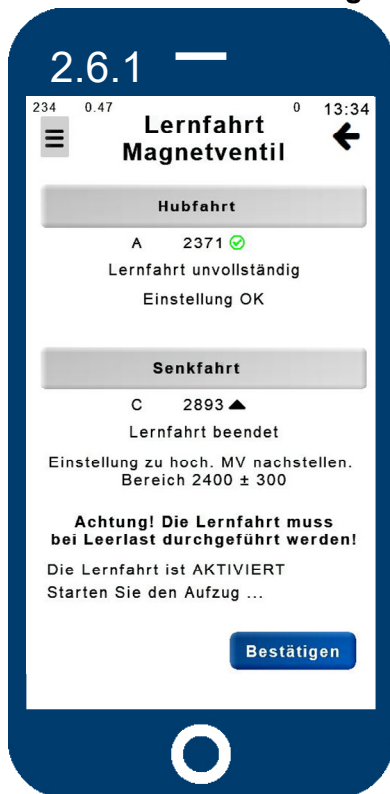 2.6.1
234 0.47 0 13:34
Lernfahrt
Magnetventil
Hubfahrt
A 2371
Lernfahrt unvollständig
Einstellung OK
Senkfahrt
C 2893
Lernfahrt beendet
Einstellung zu hoch. MV nachstellen.
Bereich 2400 ± 300
Achtung! Die Lernfahrt muss
bei Leerlast durchgeführt werden!
Die Lernfahrt ist AKTIVIERT
Starten Sie den Aufzug ...
Bestätigen